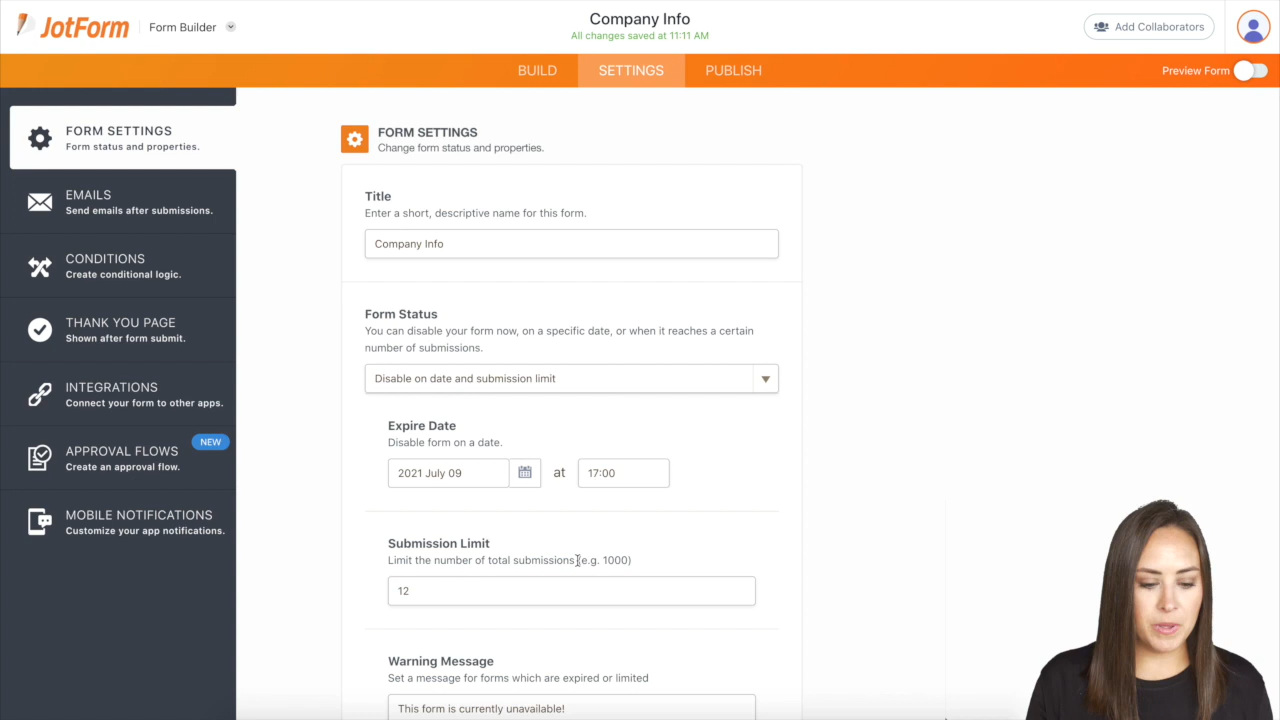 JotForm
Form Builder
Company Info
All changes saved at 11:11 AM
Add Collaborators
BUILD
SETTINGS
PUBLISH
Preview Form
FORM SETTINGS
Form status and properties.
EMAILS
Send emails after submissions.
CONDITIONS
Create conditional logic.
THANK YOU PAGE
Shown after form submit.
INTEGRATIONS
Connect your form to other apps.
APPROVAL FLOWS
NEW
Create an approval flow.
MOBILE NOTIFICATIONS
Customize your app notifications.
FORM SETTINGS
Change form status and properties.
Title
Enter a short, descriptive name for this form.
Company Info
Form Status
You can disable your form now, on a specific date, or when it reaches a certain
number of submissions.
Disable on date and submission limit
Expire Date
Disable form on a date.
2021 July 09
at
17:00
Submission Limit
Limit the number of total submissions (e.g. 1000)
12
Warning Message
Set a message for forms which are expired or limited
This form is currently unavailable!